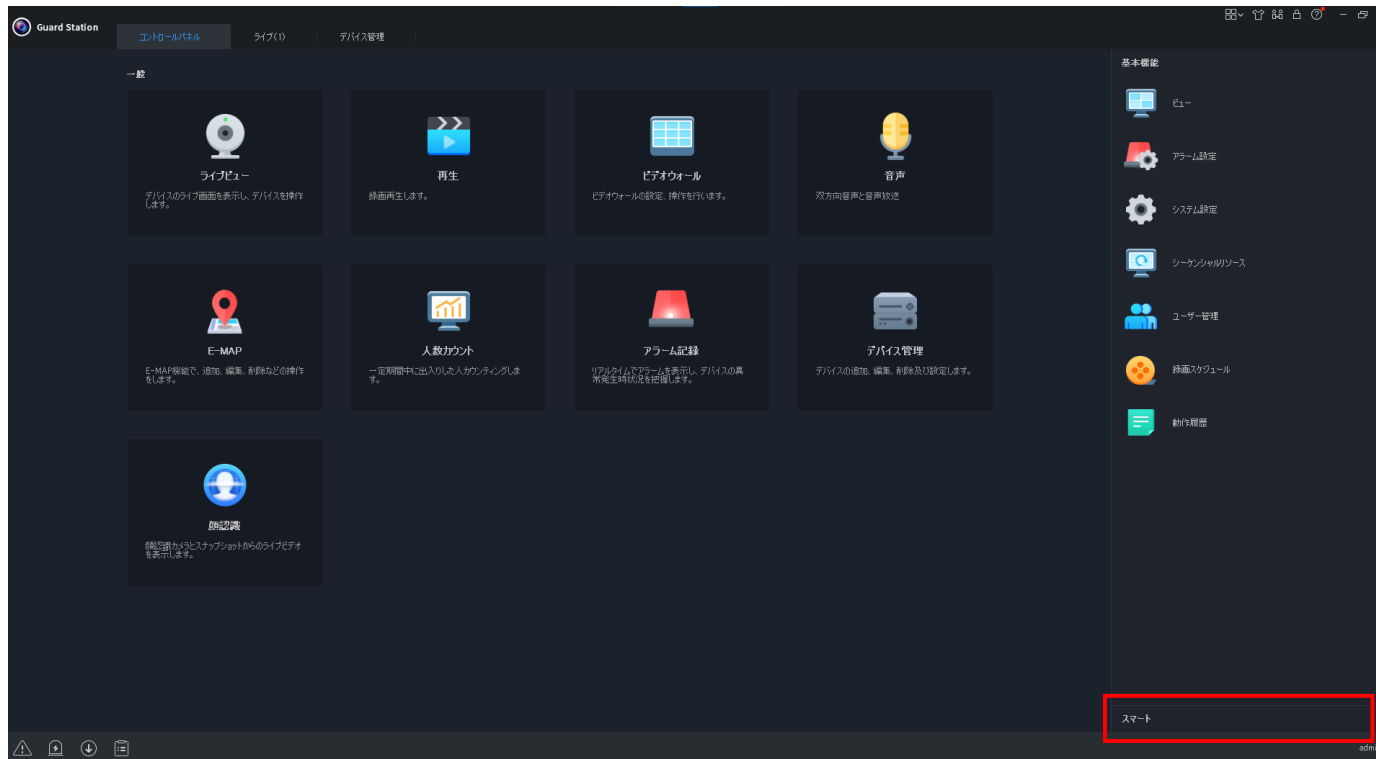 Guard Station
コントロールパネル
ライブ(1)
デバイス管理
一般
ライブビュー
デバイスのライブ画面を表示し、デバイスを操作
します。
再生
録画再生します。
ビデオウォール
ビデオウォールの設定、操作を行います。
音声
双方向音声と音声放送
E-MAP
E-MAP機能で、追加、編集、削除などの操作
をします。
人数カウント
一定期間中に出入りした人カウンティングしま
す。
アラーム記録
リアルタイムでアラームを表示し、デバイスの異
常発生時状況を把握します。
デバイス管理
デバイスの追加、編集、削除及び設定します。
顔認識
顔認識カメラとスナップショットからのライブビデオ
を表示します。
基本機能
ビュー
アラーム設定
システム設定
シーケンシャルリソース
ユーザー管理
録画スケジュール
動作履歴
スマート
admi